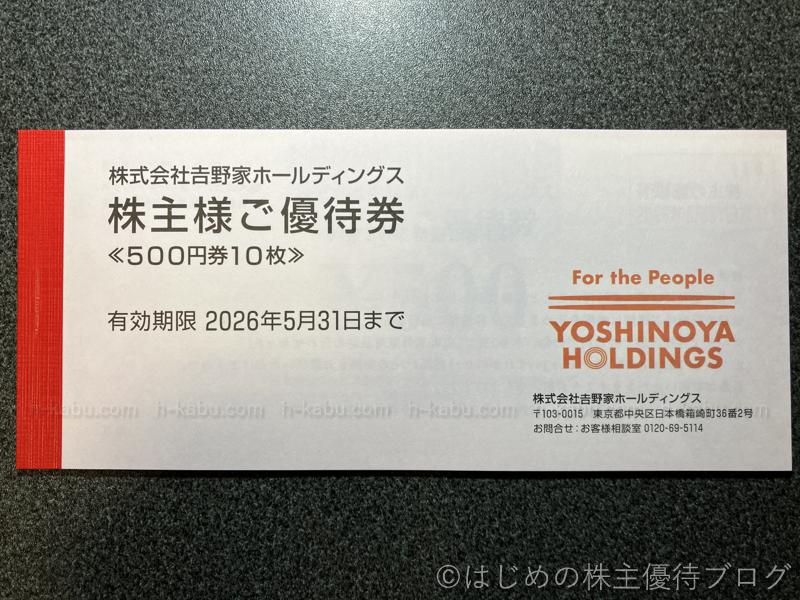 株式会社𠮷野家ホールディングス
株主様ご優待券
≪500円券10枚≫
有効期限 2026年5月31日まで
For the People
YOSHINOYA
HOLDINGS
株式会社𠮷野家ホールディングス
〒103-0015 東京都中央区日本橋箱崎町36番2号
お問合せ：お客様相談室 0120-69-5114
h-kabu.com h-kabu.com h-kabu.com h-kabu.com h-kabu.com h-kabu.com
©はじめの株主優待ブログ